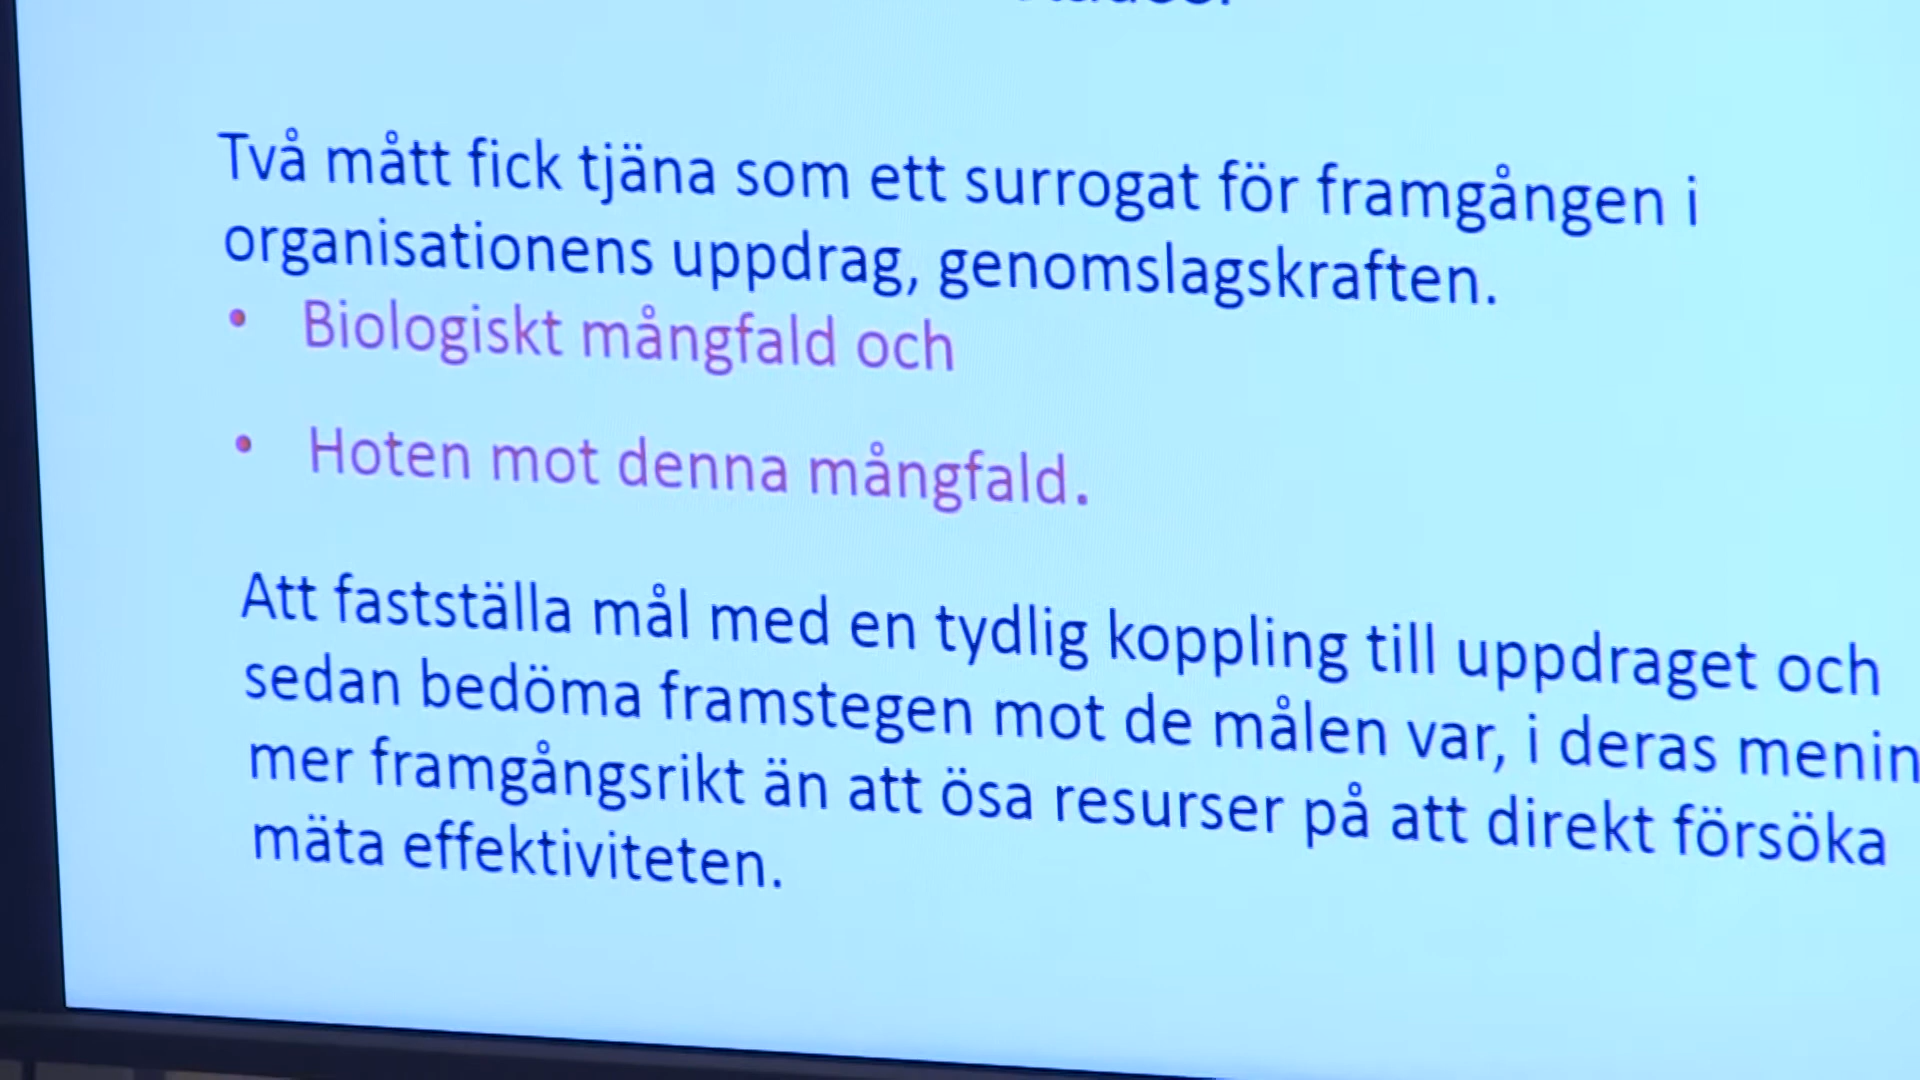 Två mått fick tjäna som ett surrogat för framgången i
organisationens uppdrag, genomslagskraften.
• Biologiskt mångfald och
• Hoten mot denna mångfald.
Att fastställa mål med en tydlig koppling till uppdraget och
sedan bedöma framstegen mot de målen var, i deras menin
mer framgångsrikt än att ösa resurser på att direkt försöka
mäta effektiviteten.